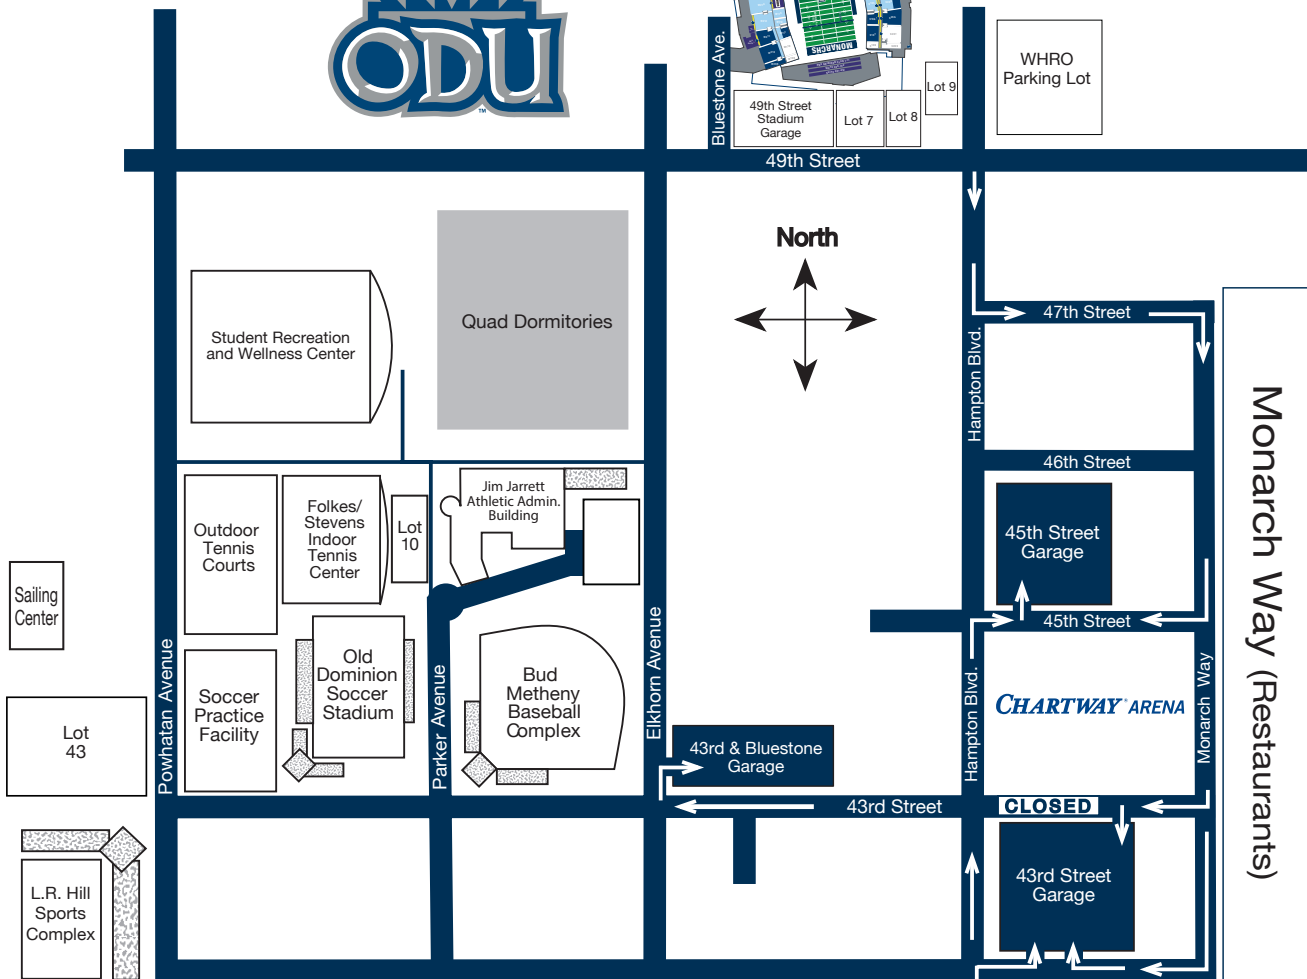 ODU
™
MONARCHS
Bluestone Ave.
49th Street
Stadium
Garage
Lot 7
Lot 8
Lot 9
WHRO
Parking Lot
49th Street
North
Student Recreation
and Wellness Center
Quad Dormitories
47th Street
Hampton Blvd.
46th Street
Monarch Way (Restaurants)
Jim Jarrett
Athletic Admin.
Building
Outdoor
Tennis
Courts
Folkes/
Stevens
Indoor
Tennis
Center
Lot
10
45th Street
Garage
45th Street
Sailing
Center
Powhatan Avenue
Soccer
Practice
Facility
Old
Dominion
Soccer
Stadium
Parker Avenue
Bud
Metheny
Baseball
Complex
Elkhorn Avenue
43rd & Bluestone
Garage
Hampton Blvd.
CHARTWAY ARENA
Monarch Way
Lot
43
43rd Street
CLOSED
43rd Street
Garage
L.R. Hill
Sports
Complex